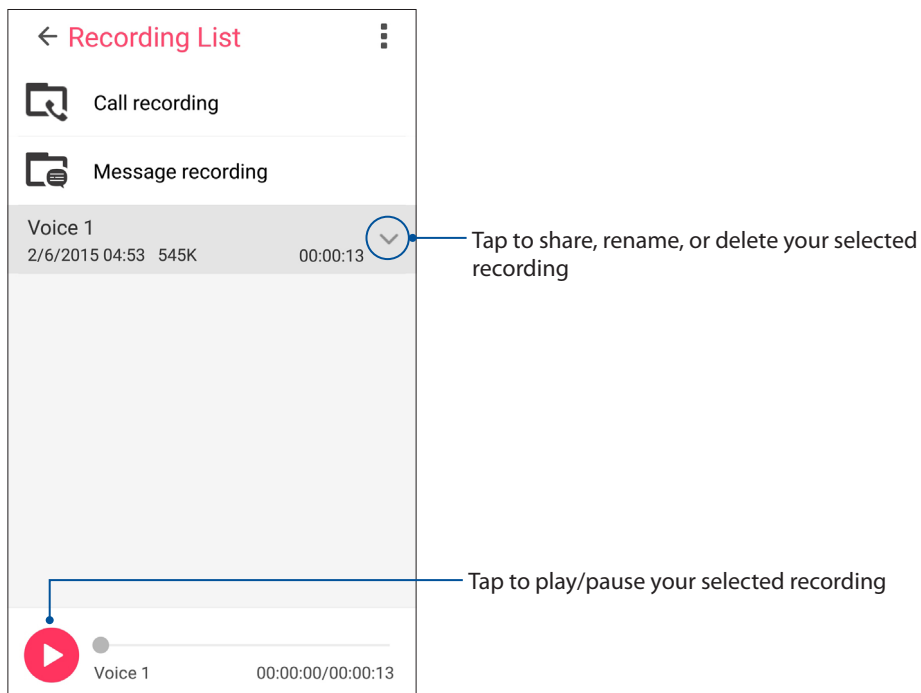 Recording List
Call recording
Message recording
Voice 1
2/6/2015 04:53 545K 00:00:13
Tap to share, rename, or delete your selected
recording
Tap to play/pause your selected recording
Voice 1 00:00:00/00:00:13